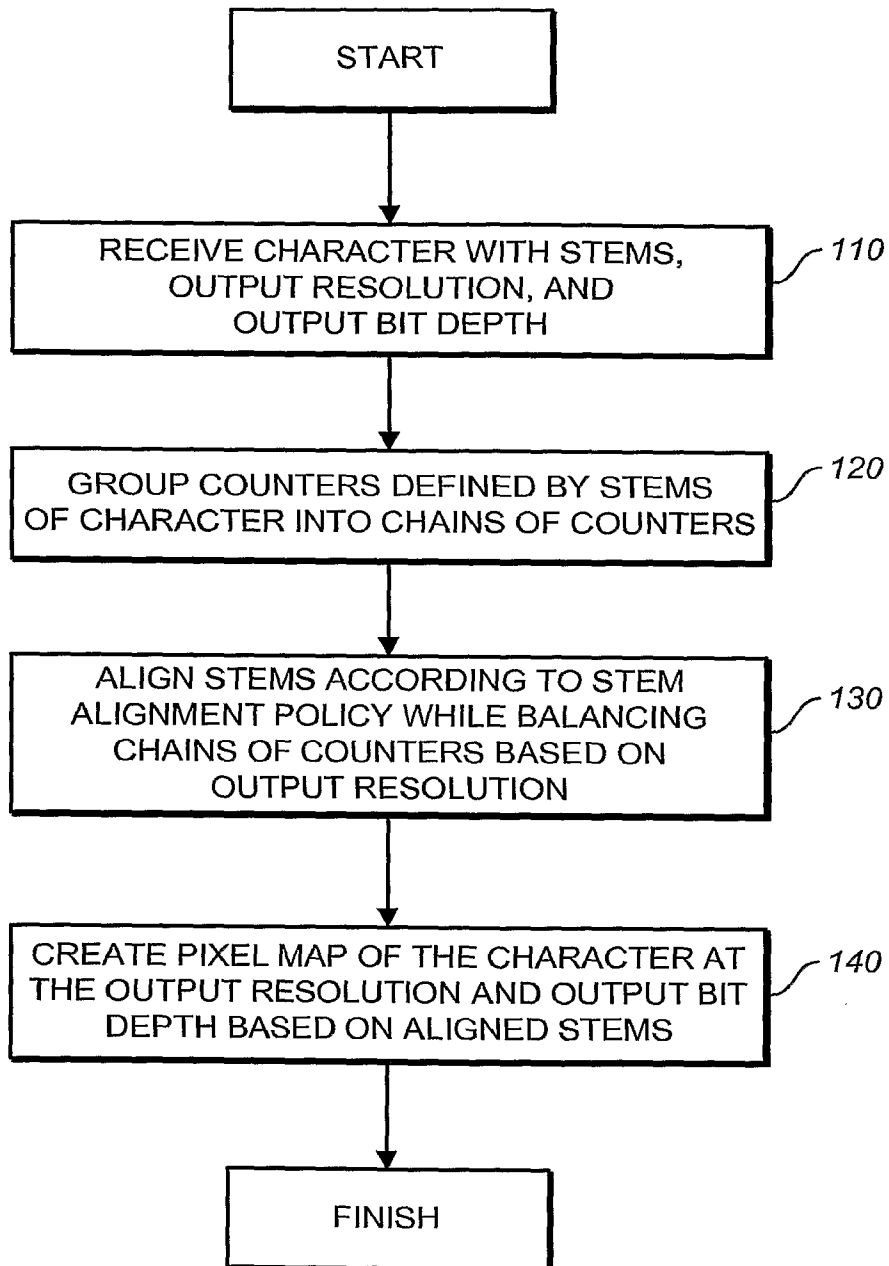 START
RECEIVE CHARACTER WITH STEMS,
OUTPUT RESOLUTION, AND
OUTPUT BIT DEPTH
110
GROUP COUNTERS DEFINED BY STEMS
OF CHARACTER INTO CHAINS OF COUNTERS
120
ALIGN STEMS ACCORDING TO STEM
ALIGNMENT POLICY WHILE BALANCING
CHAINS OF COUNTERS BASED ON
OUTPUT RESOLUTION
130
CREATE PIXEL MAP OF THE CHARACTER AT
THE OUTPUT RESOLUTION AND OUTPUT BIT
DEPTH BASED ON ALIGNED STEMS
140
FINISH